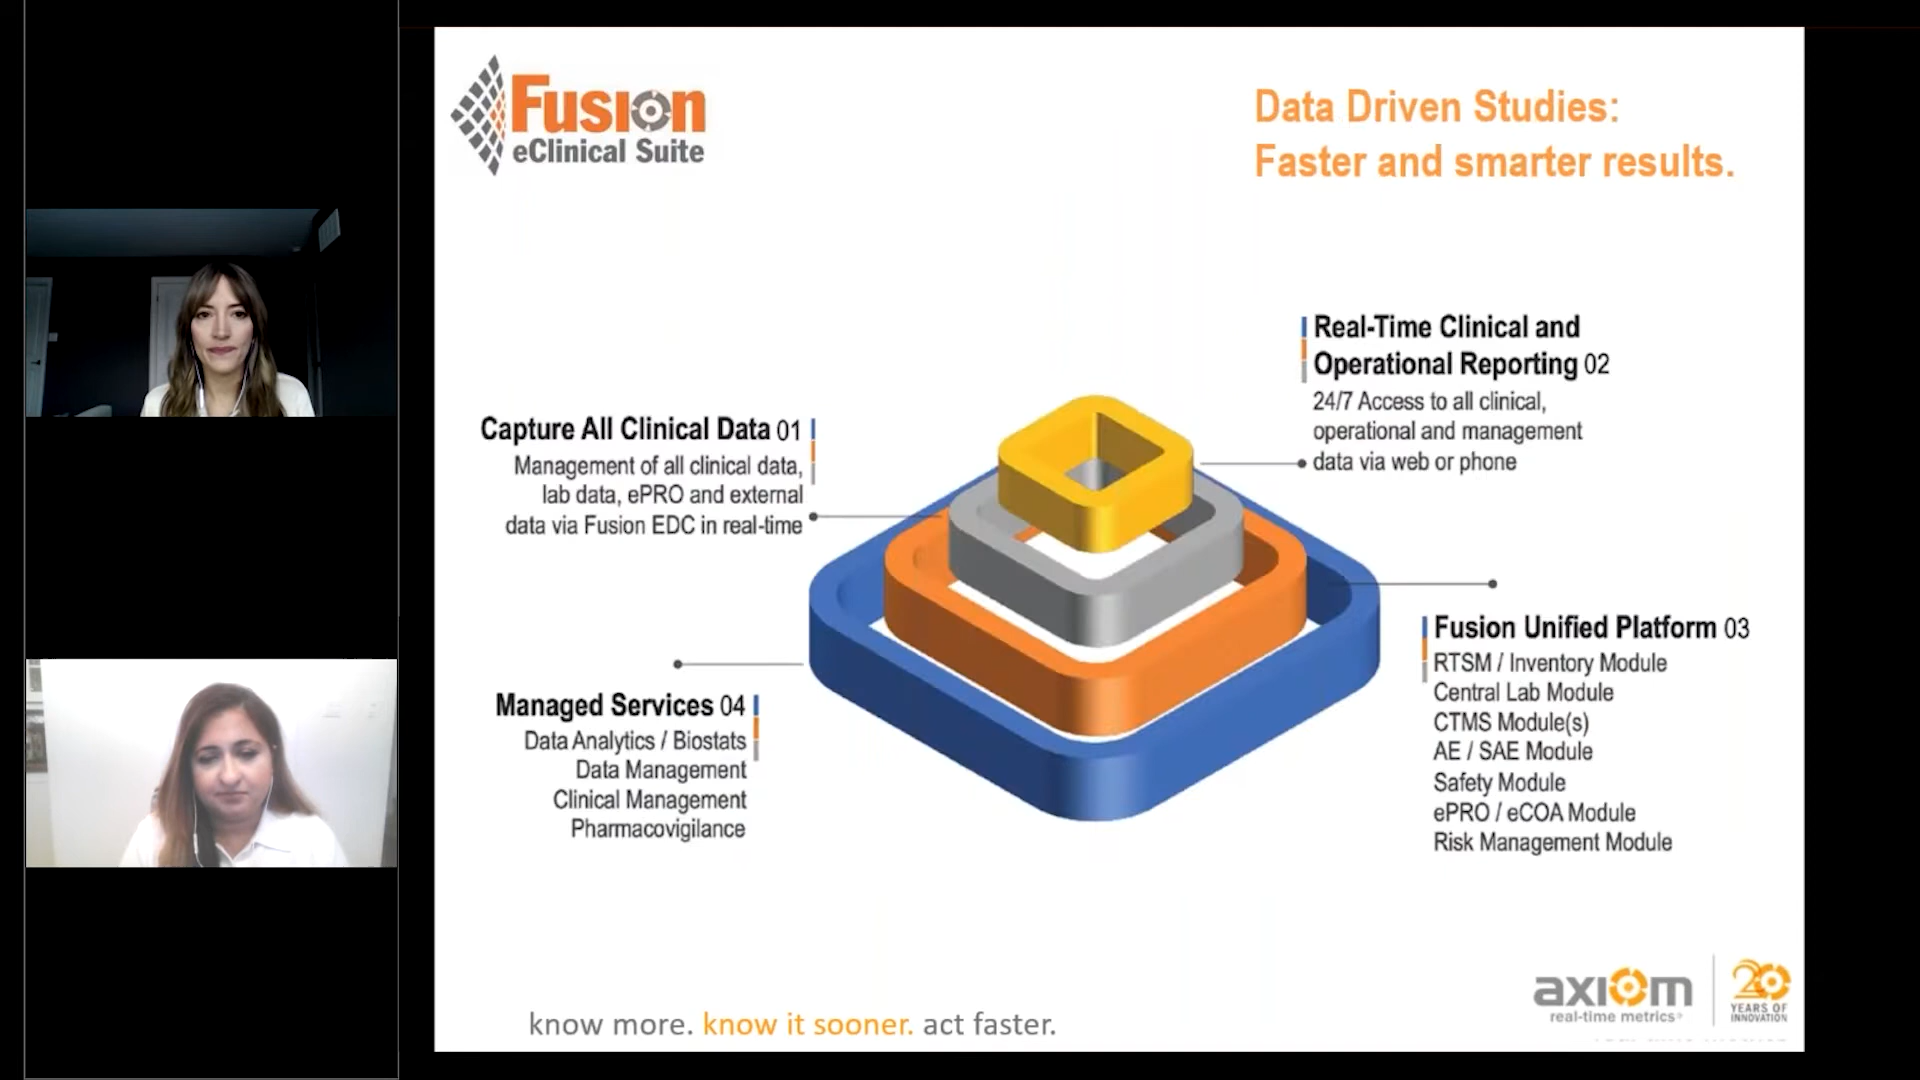 Fusion
eClinical Suite
Data Driven Studies:
Faster and smarter results.
Capture All Clinical Data 01
Management of all clinical data,
lab data, ePRO and external
data via Fusion EDC in real-time
Real-Time Clinical and
Operational Reporting 02
24/7 Access to all clinical,
operational and management
data via web or phone
Fusion Unified Platform 03
RTSM / Inventory Module
Central Lab Module
CTMS Module(s)
AE / SAE Module
Safety Module
ePRO / eCOA Module
Risk Management Module
Managed Services 04
Data Analytics / Biostats
Data Management
Clinical Management
Pharmacovigilance
know more. know it sooner. act faster.
axiom
real-time metrics
20
YEARS OF
INNOVATION